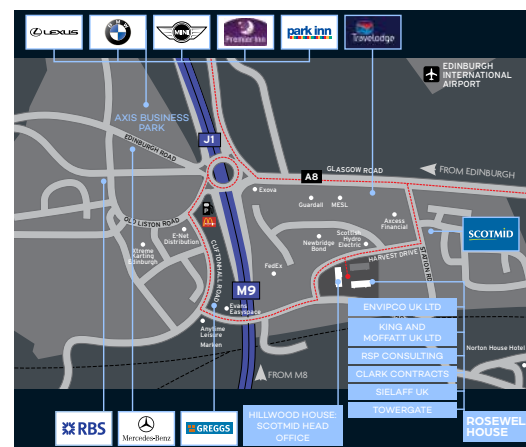 LEXUS
BMW
MINI
Premier Inn
park inn
Travelodge
EDINBURGH
INTERNATIONAL
AIRPORT
AXIS BUSINESS
PARK
EDINBURGH ROAD
J1
GLASGOW ROAD
FROM EDINBURGH
A8
Exova
Guardall
MESL
OLD LISTON ROAD
P
Axcess
Financial
SCOTMID
E-Net
Distribution
Newbridge
Bond
Scottish
Hydro
Electric
Xtreme
Karting
Edinburgh
CLIFTONHALL ROAD
HARVEST DRIVE
STATION RD
FedEx
M9
Evans
Easyspace
ENVIPCO UK LTD
Anytime
Leisure
Marken
KING AND
MOFFATT UK LTD
Norton House Hotel
RSP CONSULTING
FROM M8
CLARK CONTRACTS
SIELAFF UK
TOWERGATE
RBS
Mercedes-Benz
GREGGS
HILLWOOD HOUSE:
SCOTMID HEAD
OFFICE
ROSEWELL
HOUSE